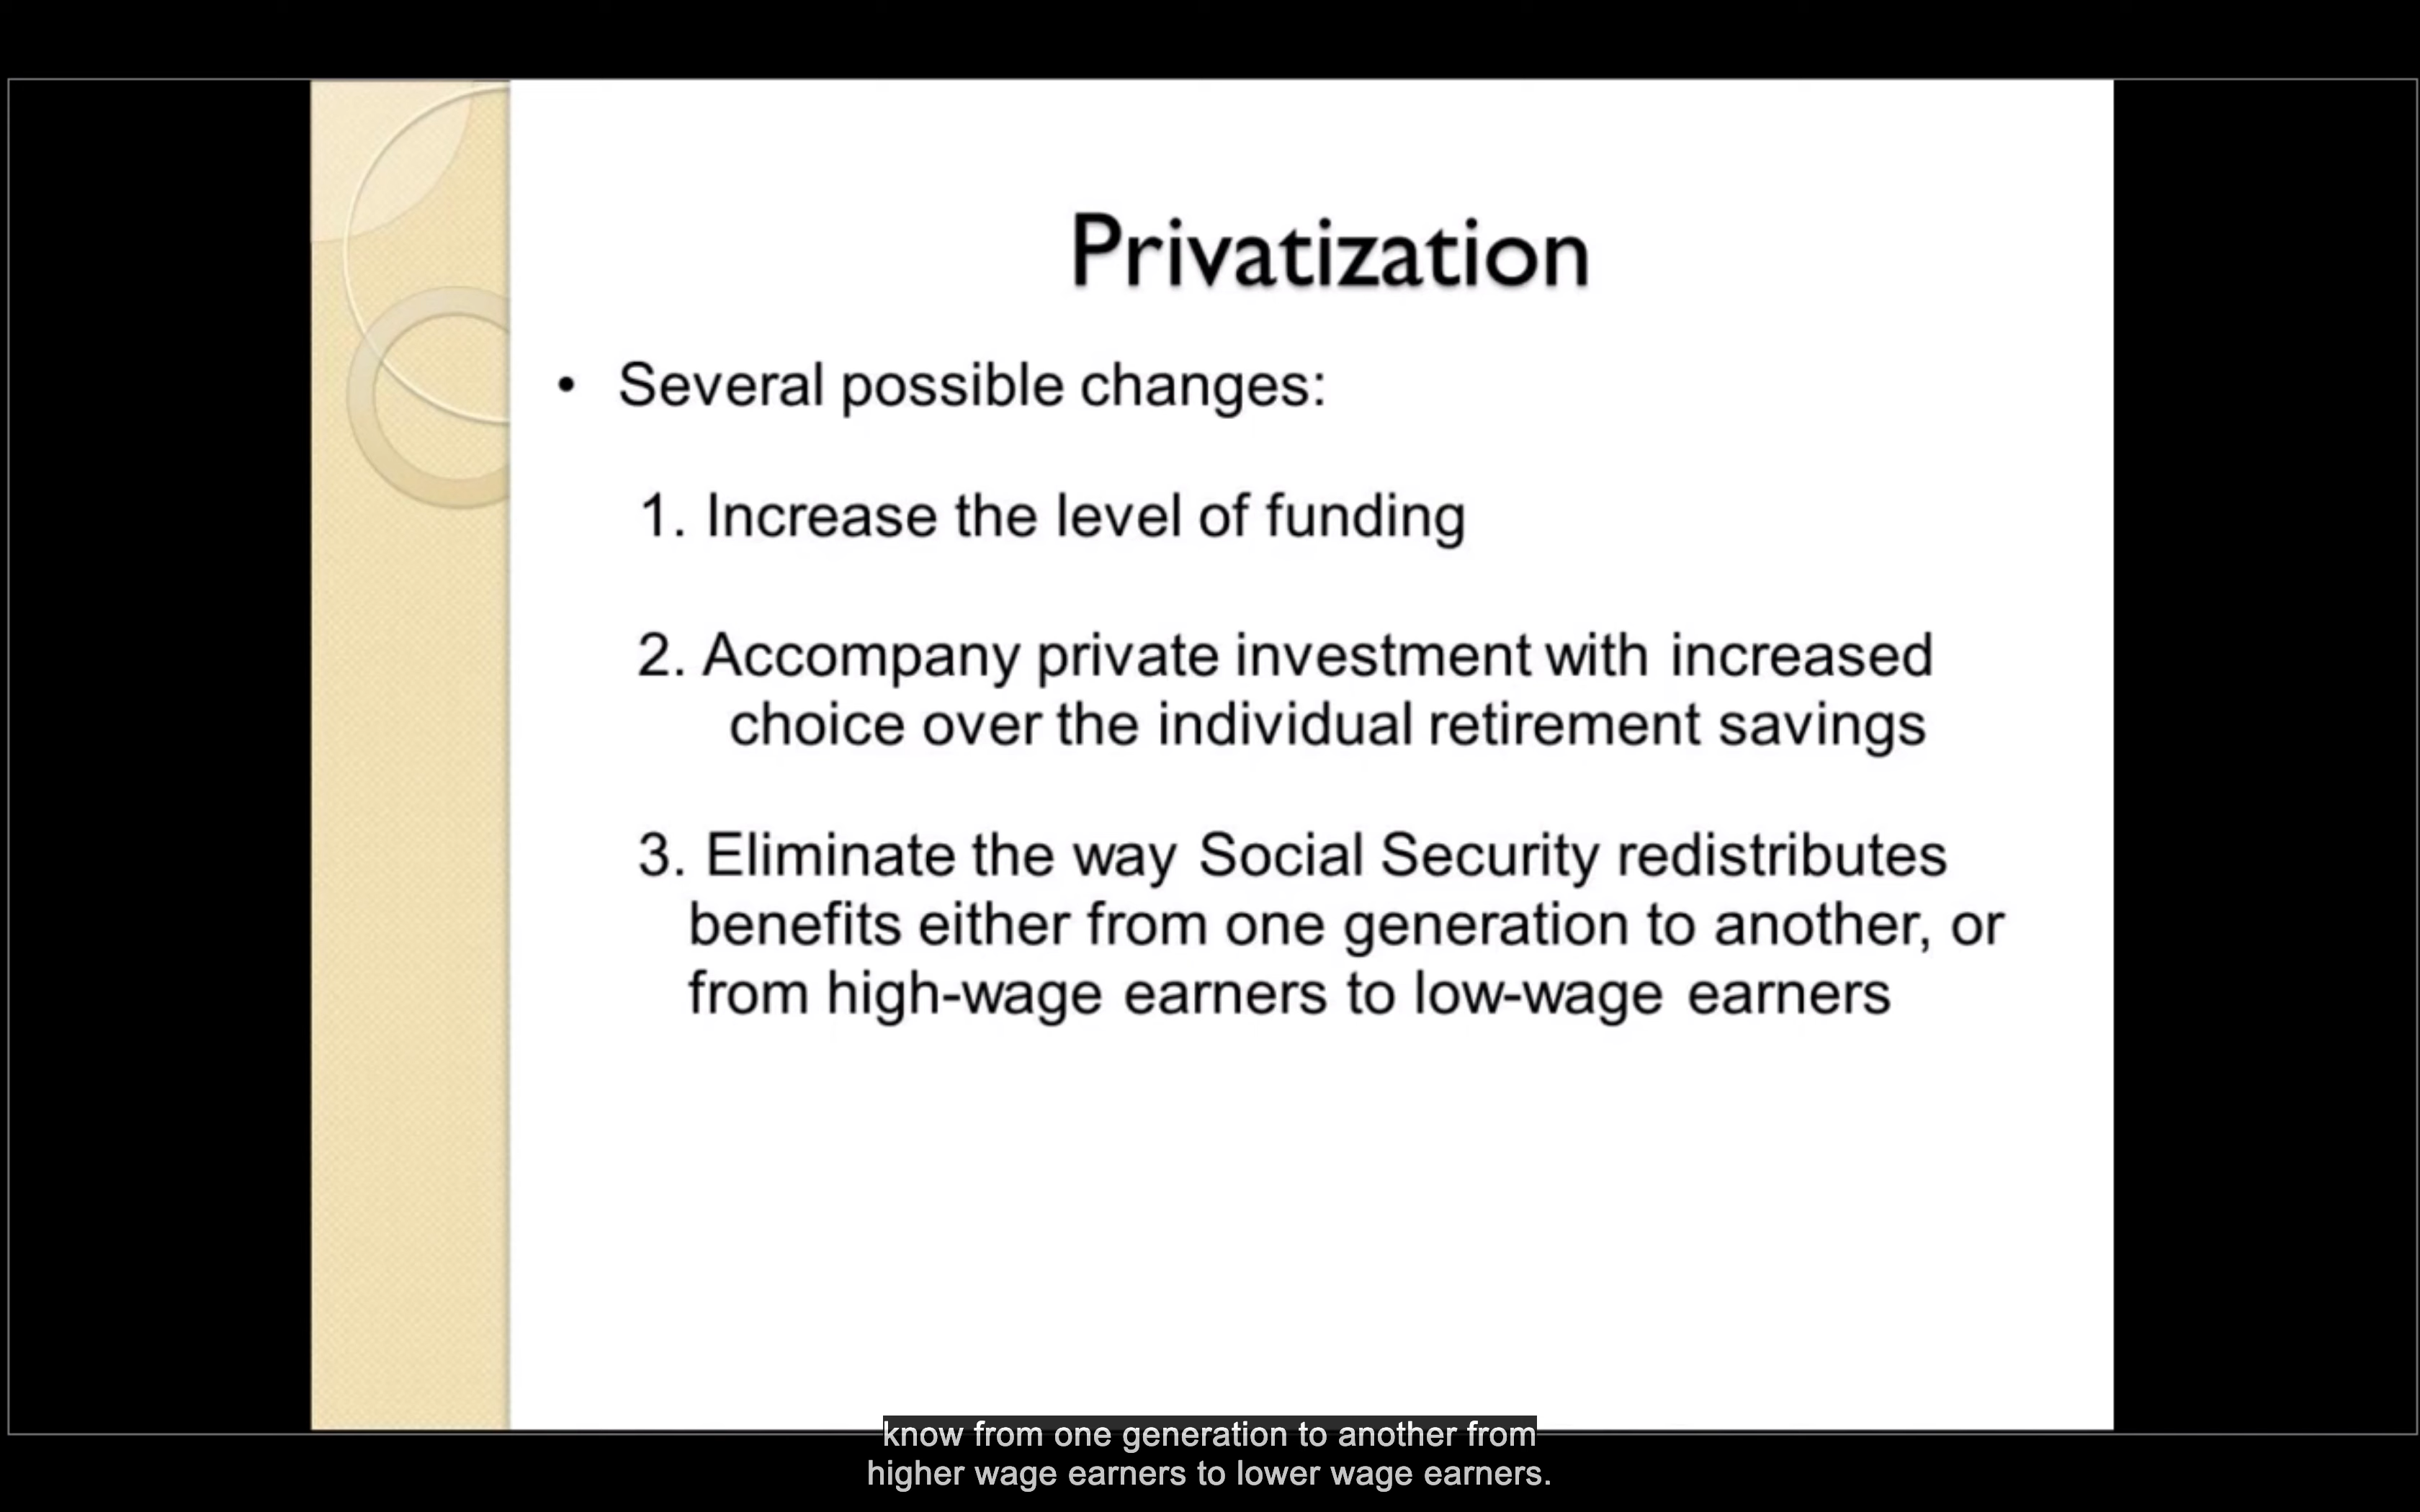 Privatization
• Several possible changes:
1. Increase the level of funding
2. Accompany private investment with increased
choice over the individual retirement savings
3. Eliminate the way Social Security redistributes
benefits either from one generation to another, or
from high-wage earners to low-wage earners
know from one generation to another from
higher wage earners to lower wage earners.